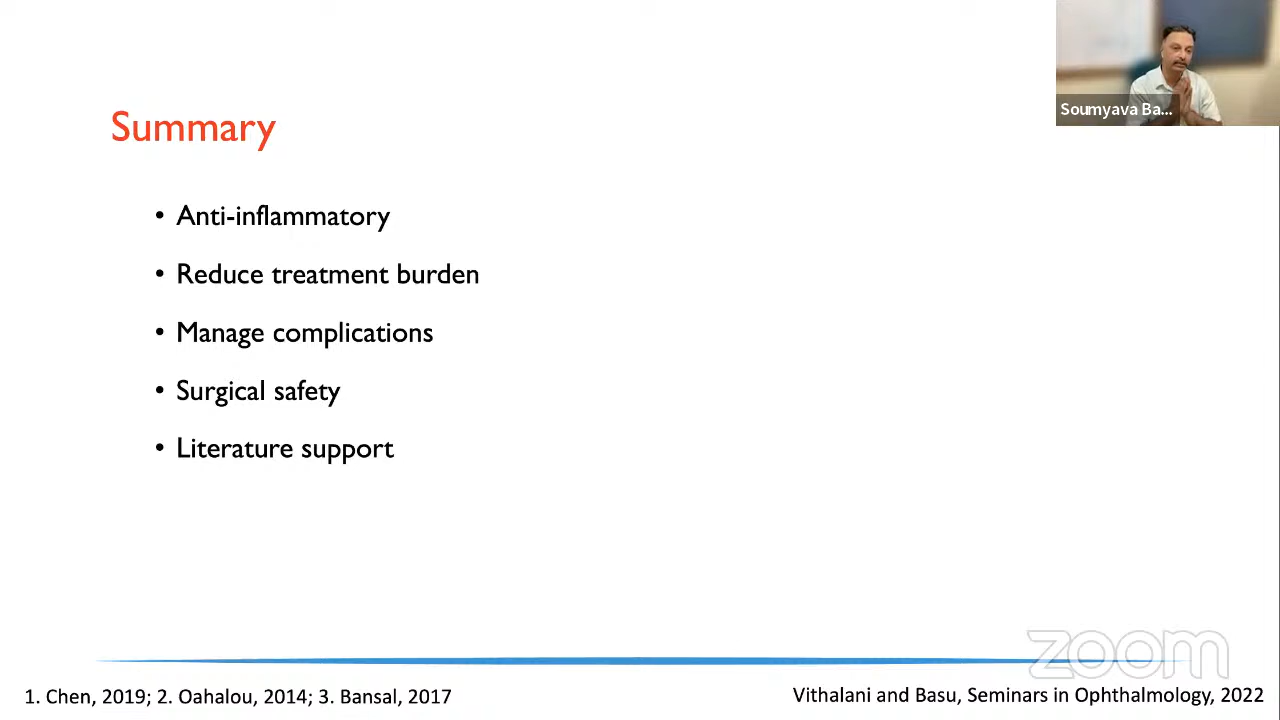 Soumyava Ba...
Summary
• Anti-inflammatory
• Reduce treatment burden
• Manage complications
• Surgical safety
• Literature support
zoom
1. Chen, 2019; 2. Oahalou, 2014; 3. Bansal, 2017
Vithalani and Basu, Seminars in Ophthalmology, 2022